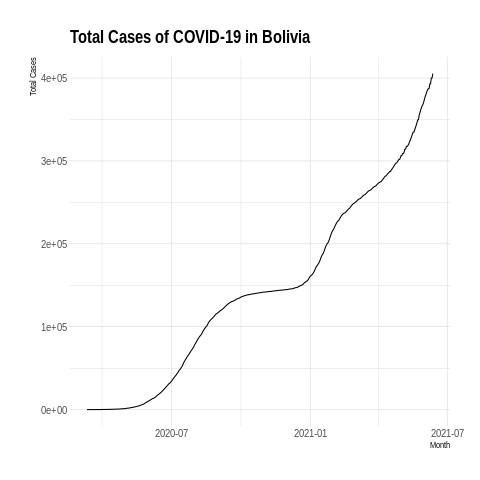 Total Cases of COVID-19 in Bolivia
Total Cases
4e+05
3e+05
2e+05
1e+05
0e+00
2020-07
2021-01
2021-07
Month